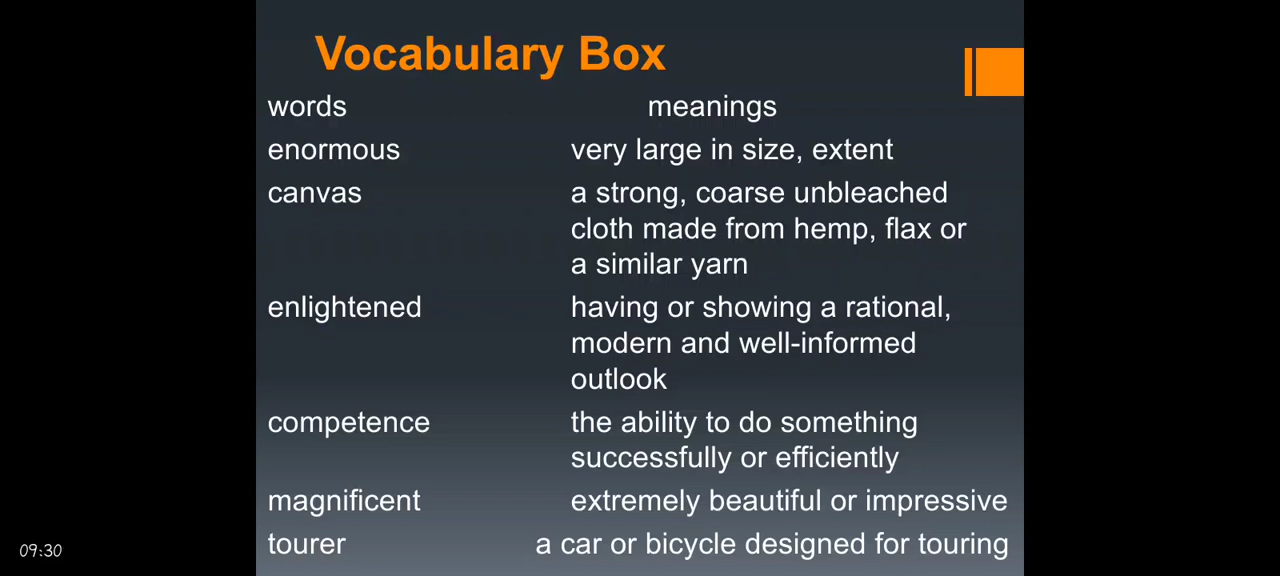 Vocabulary Box
words meanings
enormous very large in size, extent
canvas a strong, coarse unbleached
cloth made from hemp, flax or
a similar yarn
enlightened having or showing a rational,
modern and well-informed
outlook
competence the ability to do something
successfully or efficiently
magnificent extremely beautiful or impressive
tourer a car or bicycle designed for touring
09:30